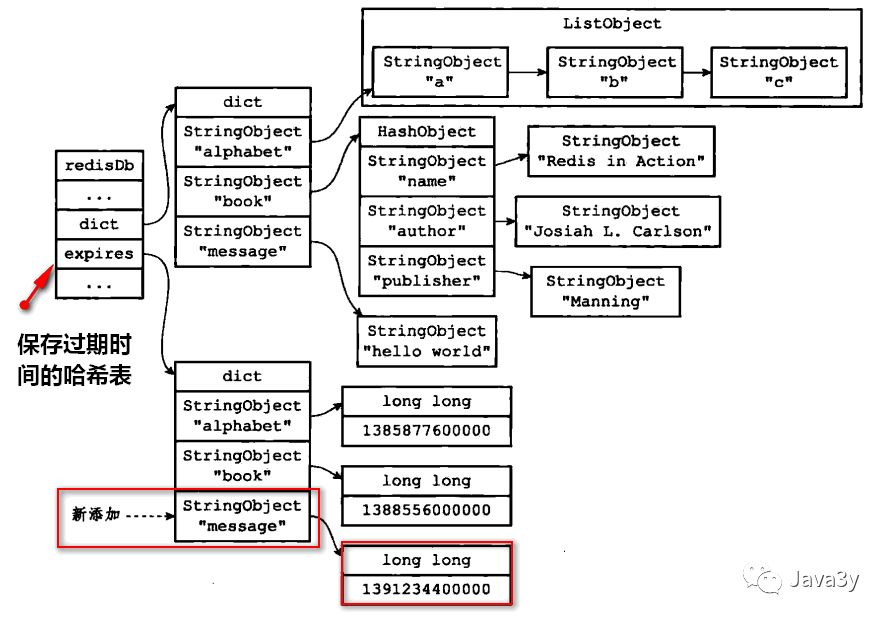 ListObject
StringObject
"a"
StringObject
"b"
StringObject
"c"
dict
StringObject
"alphabet"
StringObject
"book"
StringObject
"message"
HashObject
StringObject
"name"
StringObject
"author"
StringObject
"publisher"
StringObject
"Redis in Action"
StringObject
"Josiah L. Carlson"
StringObject
"Manning"
StringObject
"hello world"
redisDb
...
dict
expires
...
保存过期时
间的哈希表
dict
StringObject
"alphabet"
StringObject
"book"
新添加
StringObject
"message"
long long
1385877600000
long long
1388556000000
long long
1391234400000
Java3y